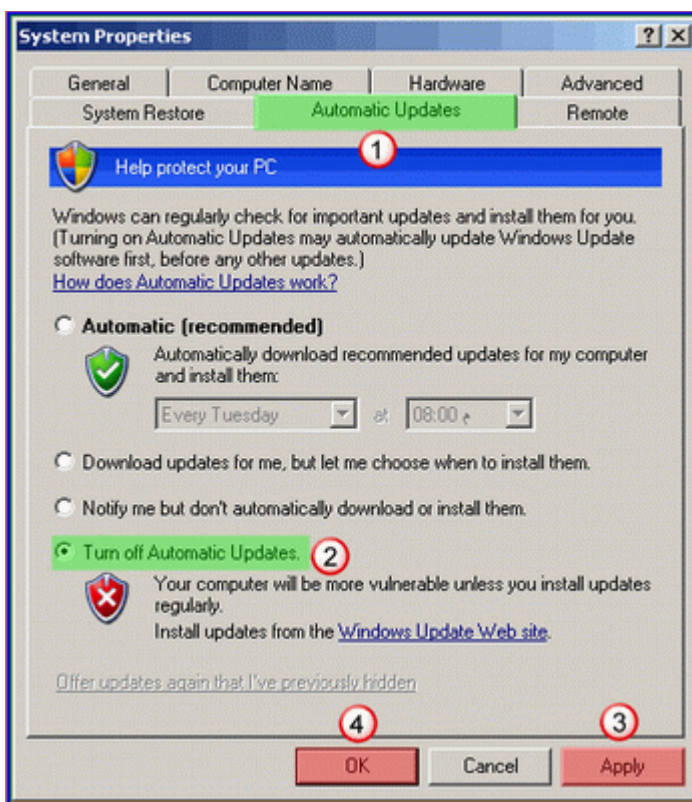 System Properties
General Computer Name Hardware Advanced
System Restore Automatic Updates Remote
1
Help protect your PC
Windows can regularly check for important updates and install them for you.
(Turning on Automatic Updates may automatically update Windows Update
software first, before any other updates.)
How does Automatic Updates work?
Automatic (recommended)
Automatically download recommended updates for my computer
and install them:
Every Tuesday at 08:00 م
Download updates for me, but let me choose when to install them.
Notify me but don't automatically download or install them.
Turn off Automatic Updates. 2
Your computer will be more vulnerable unless you install updates
regularly.
Install updates from the Windows Update Web site.
Offer updates again that I've previously hidden
4 3
OK Cancel Apply